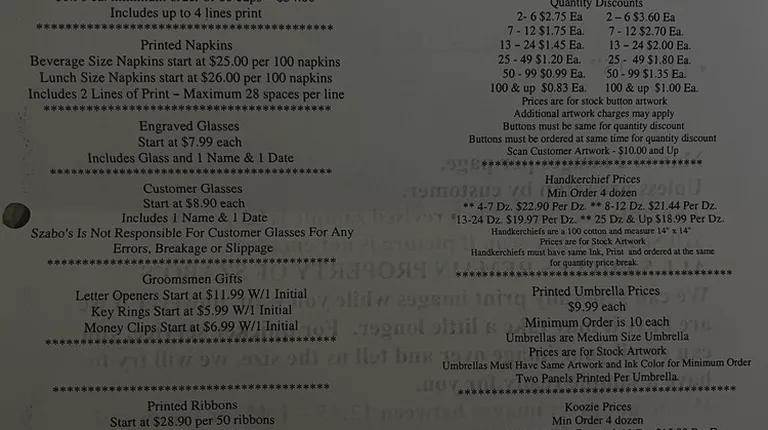 Includes up to 4 lines print
Printed Napkins
Beverage Size Napkins start at $25.00 per 100 napkins
Lunch Size Napkins start at $26.00 per 100 napkins
Includes 2 Lines of Print – Maximum 28 spaces per line
****************************************
Engraved Glasses
Start at $7.99 each
Includes Glass and 1 Name & 1 Date
****************************************
Customer Glasses
Start at $8.90 each
Includes 1 Name & 1 Date
Szabo's Is Not Responsible For Customer Glasses For Any
Errors, Breakage or Slippage
****************************************
Groomsmen Gifts
Letter Openers Start at $11.99 W/1 Initial
Key Rings Start at $5.99 W/1 Initial
Money Clips Start at $6.99 W/1 Initial
****************************************
****************************************
Printed Ribbons
Start at $28.90 per 50 ribbons
Quantity Discounts
2- 6 $2.75 Ea 2 – 6 $3.60 Ea
7 - 12 $1.75 Ea. 7 - 12 $2.70 Ea.
13 – 24 $1.45 Ea. 13 – 24 $2.00 Ea.
25 - 49 $1.20 Ea. 25 - 49 $1.80 Ea.
50 - 99 $0.99 Ea. 50 - 99 $1.35 Ea.
100 & up $0.83 Ea. 100 & up $1.00 Ea.
Prices are for stock button artwork
Additional artwork charges may apply
Buttons must be same for quantity discount
Buttons must be ordered at same time for quantity discount
Scan Customer Artwork - $10.00 and Up
****************************************
Handkerchief Prices
Min Order 4 dozen
** 4-7 Dz. $22.90 Per Dz. ** 8-12 Dz. $21.44 Per Dz.
13-24 Dz. $19.97 Per Dz. ** 25 Dz & Up $18.99 Per Dz.
Handkerchiefs are a 100 cotton and measure 14" x 14"
Prices are for Stock Artwork
Handkerchiefs must have same Ink, Print and ordered at the same
for quantity price break.
****************************************
Printed Umbrella Prices
$9.99 each
Minimum Order is 10 each
Umbrellas are Medium Size Umbrella
Prices are for Stock Artwork
Umbrellas Must Have Same Artwork and Ink Color for Minimum Order
Two Panels Printed Per Umbrella.
****************************************
Koozie Prices
Min Order 4 dozen